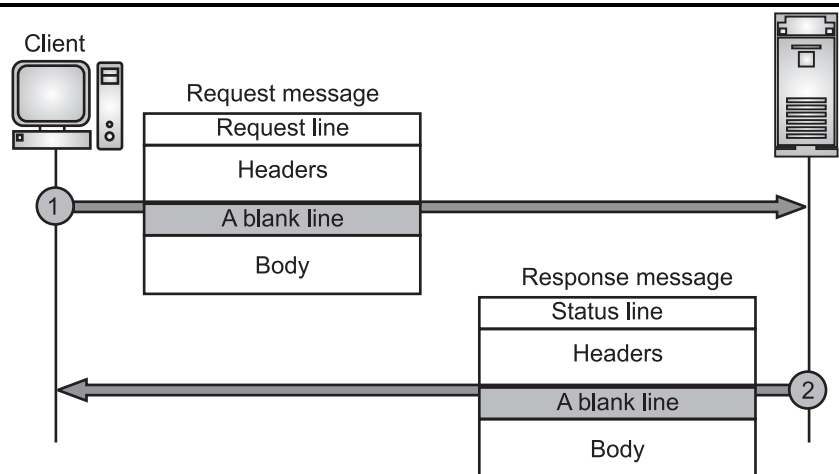 Client
Request message
Request line
Headers
1
A blank line
Body
Response message
Status line
Headers
2
A blank line
Body